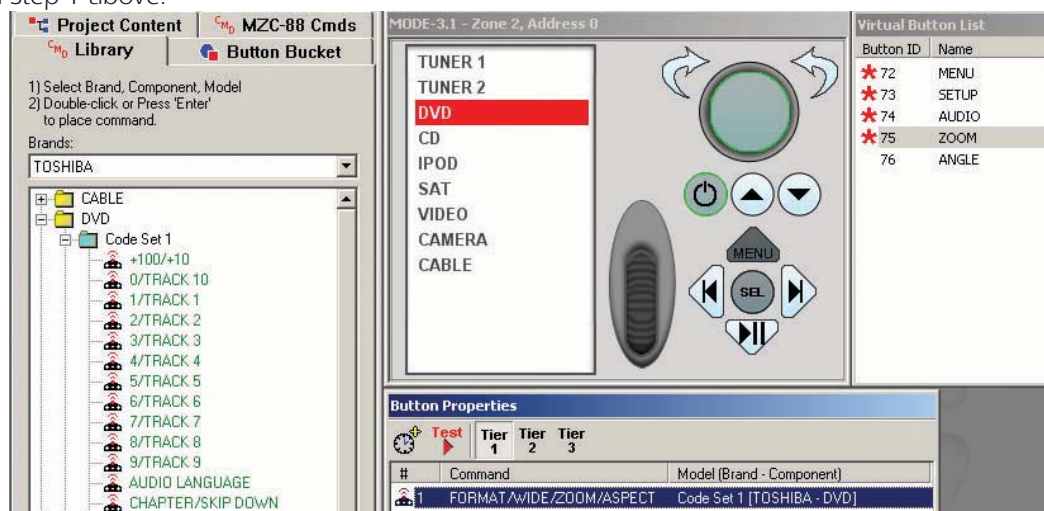 step 1 above.
Project Content
CMD MZC-88 Cmds
CMD Library
Button Bucket
1) Select Brand, Component, Model
2) Double-click or Press 'Enter'
to place command.
Brands:
TOSHIBA
CABLE
DVD
Code Set 1
+100/+10
0/TRACK 10
1/TRACK 1
2/TRACK 2
3/TRACK 3
4/TRACK 4
5/TRACK 5
6/TRACK 6
7/TRACK 7
8/TRACK 8
9/TRACK 9
AUDIO LANGUAGE
CHAPTER/SKIP DOWN
MODE-3.1 - Zone 2, Address 0
TUNER 1
TUNER 2
DVD
CD
IPOD
SAT
VIDEO
CAMERA
CABLE
MENU
SEL
Virtual Button List
Button ID Name
72 MENU
73 SETUP
74 AUDIO
75 ZOOM
76 ANGLE
Button Properties
Test Tier 1 Tier 2 Tier 3
# Command Model (Brand - Component)
1 FORMAT/WIDE/ZOOM/ASPECT Code Set 1 [TOSHIBA - DVD]